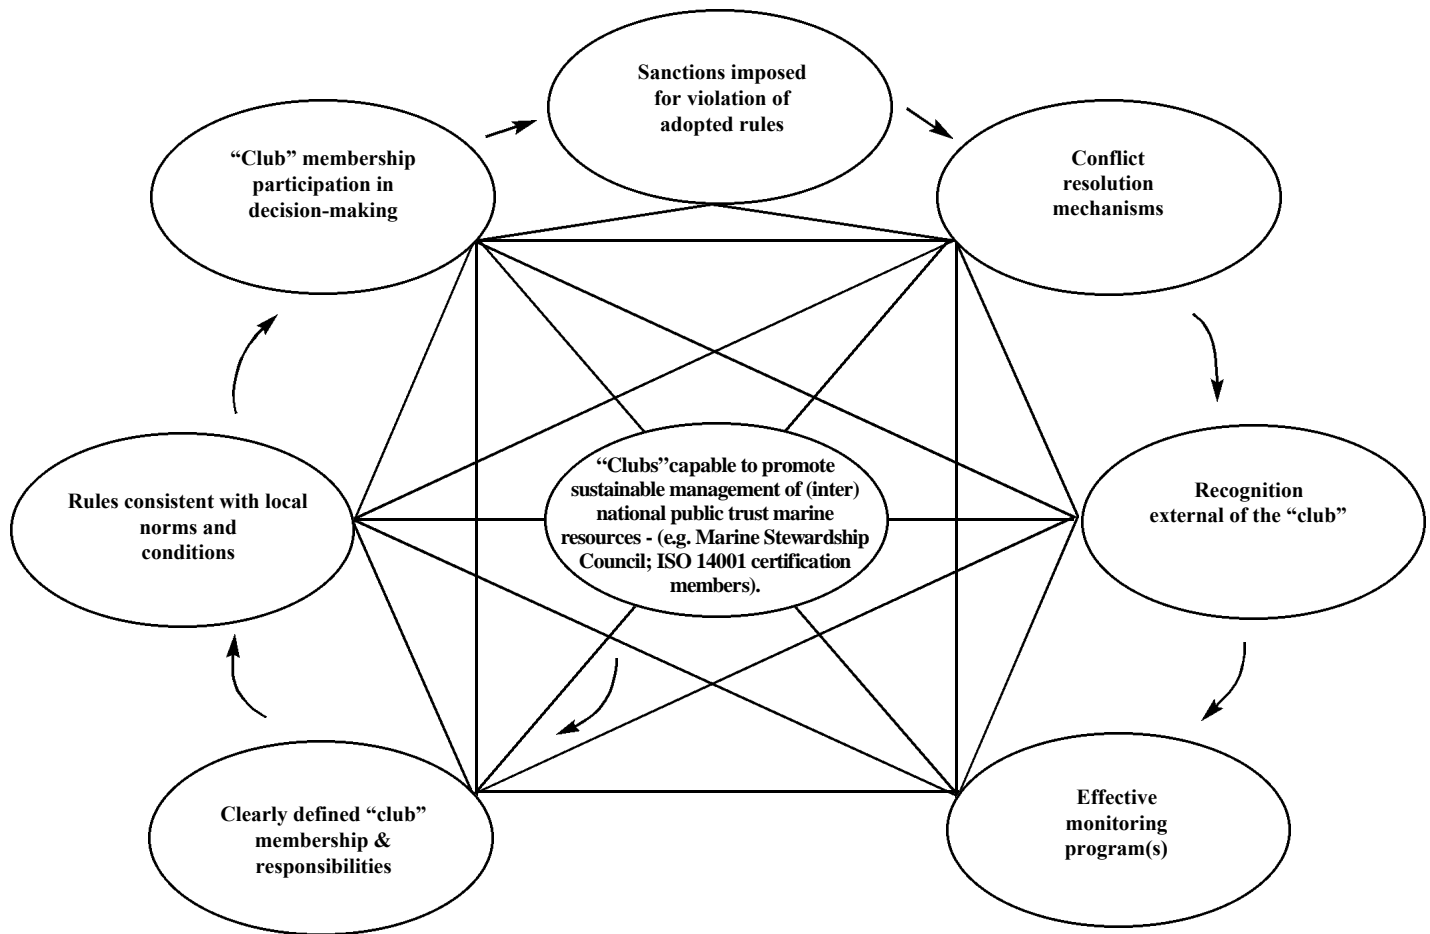 Sanctions imposed
for violation of
adopted rules
“Club” membership
participation in
decision-making
Conflict
resolution
mechanisms
Rules consistent with local
norms and
conditions
“Clubs”capable to promote
sustainable management of (inter)
national public trust marine
resources - (e.g. Marine Stewardship
Council; ISO 14001 certification
members).
Recognition
external of the “club”
Clearly defined “club”
membership &
responsibilities
Effective
monitoring
program(s)